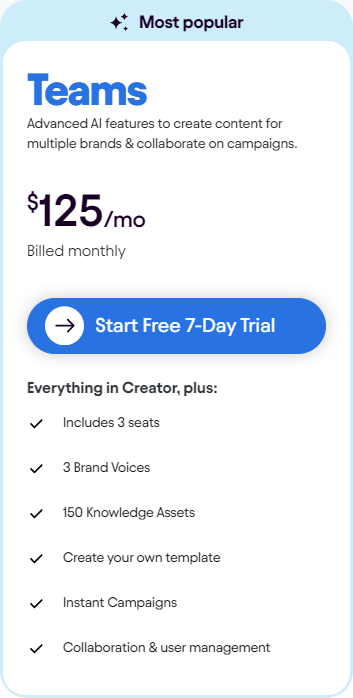 Most popular
Teams
Advanced AI features to create content for
multiple brands & collaborate on campaigns.
$125/mo
Billed monthly
Start Free 7-Day Trial
Everything in Creator, plus:
Includes 3 seats
3 Brand Voices
150 Knowledge Assets
Create your own template
Instant Campaigns
Collaboration & user management